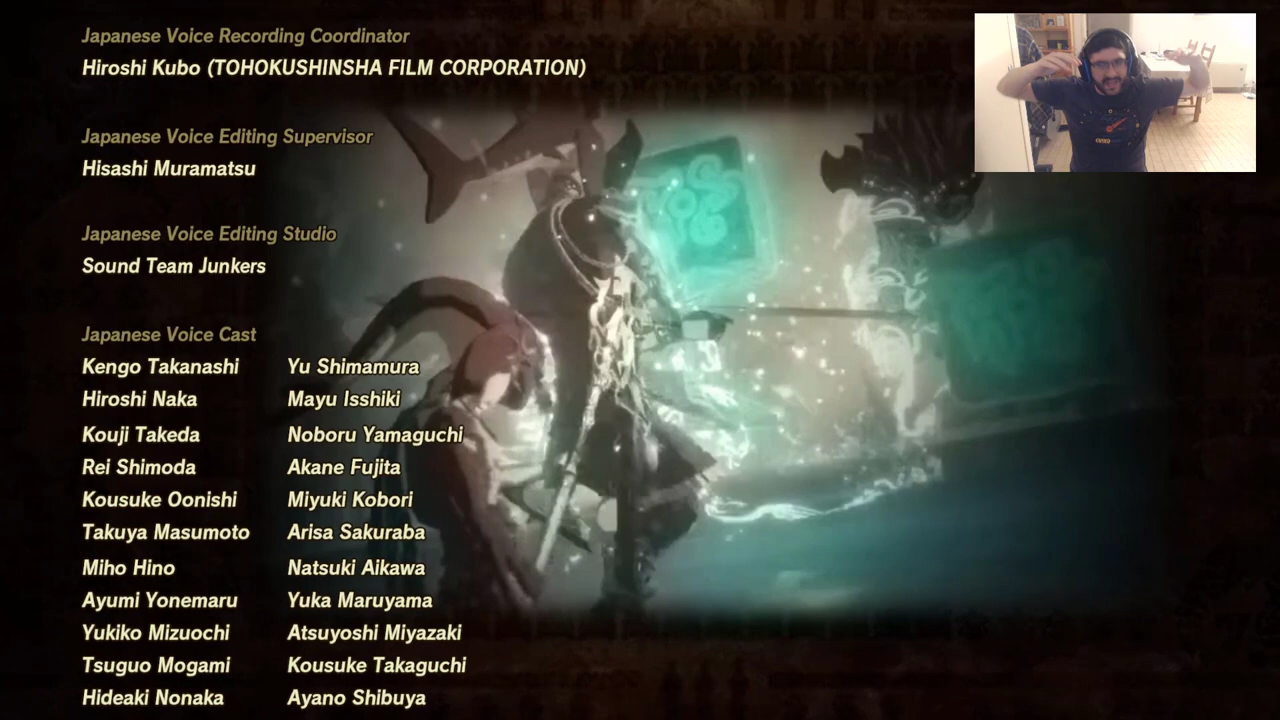 Japanese Voice Recording Coordinator
Hiroshi Kubo (TOHOKUSHINSHA FILM CORPORATION)
Japanese Voice Editing Supervisor
Hisashi Muramatsu
Japanese Voice Editing Studio
Sound Team Junkers
Japanese Voice Cast
Kengo Takanashi Yu Shimamura
Hiroshi Naka Mayu Isshiki
Kouji Takeda Noboru Yamaguchi
Rei Shimoda Akane Fujita
Kousuke Oonishi Miyuki Kobori
Takuya Masumoto Arisa Sakuraba
Miho Hino Natsuki Aikawa
Ayumi Yonemaru Yuka Maruyama
Yukiko Mizuochi Atsuyoshi Miyazaki
Tsuguo Mogami Kousuke Takaguchi
Hideaki Nonaka Ayano Shibuya